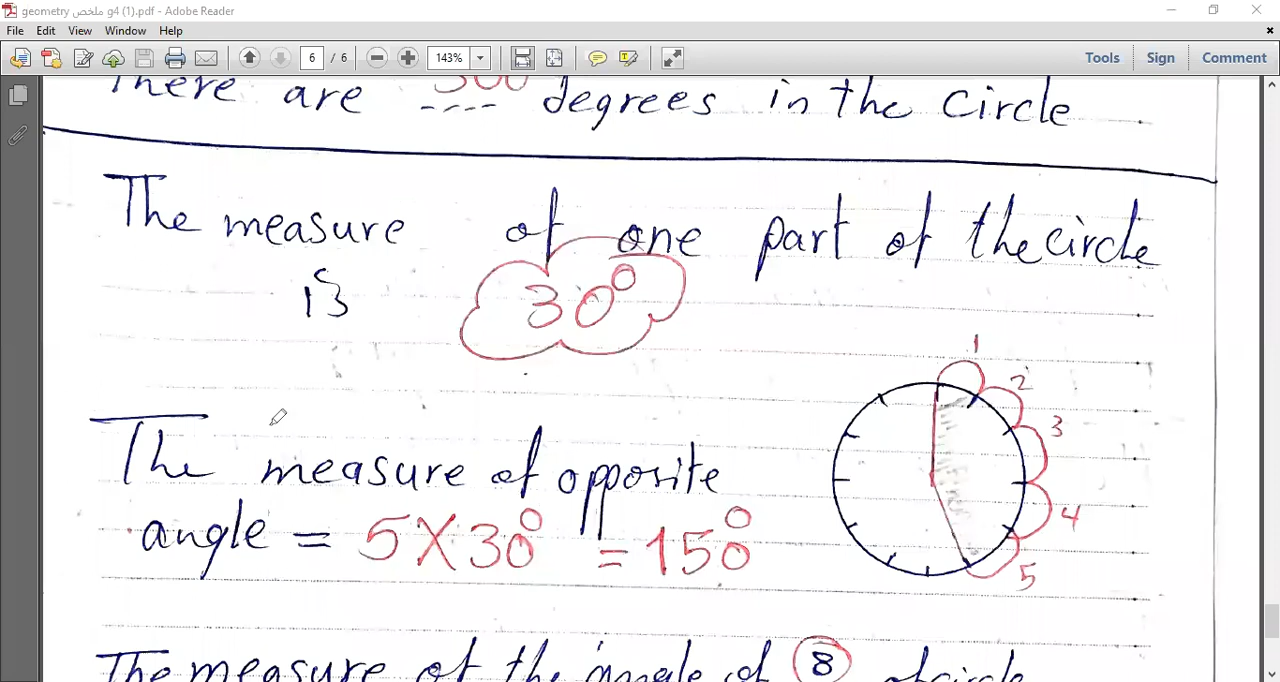 geometry ملخص g4 (1).pdf - Adobe Reader
File Edit View Window Help
6 / 6 143% Tools Sign Comment
There are 360 degrees in the circle
The measure of one part of the circle
is 30°
1
2
3
The measure of opposite
4
angle = 5 X 30° = 150°
5
The measure of the angle of 8 of circle